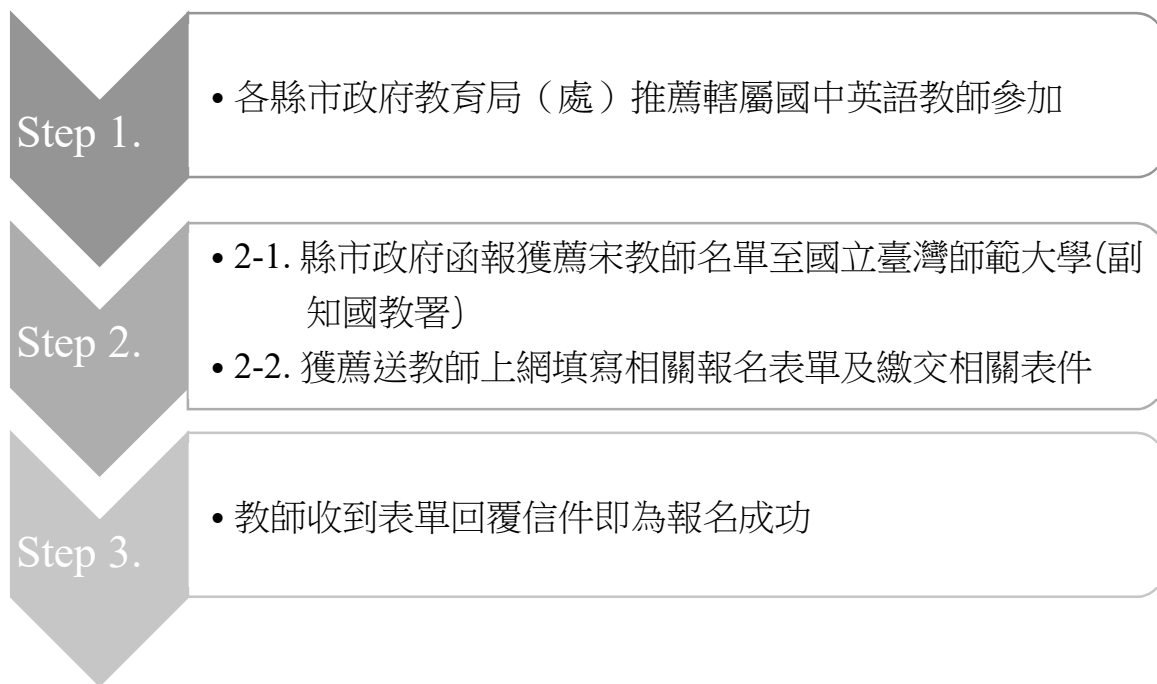 Step 1.
• 各縣市政府教育局（處）推薦轄屬國中英語教師參加
Step 2.
• 2-1. 縣市政府函報獲薦宋教師名單至國立臺灣師範大學(副
知國教署)
• 2-2. 獲薦送教師上網填寫相關報名表單及繳交相關表件
Step 3.
• 教師收到表單回覆信件即為報名成功